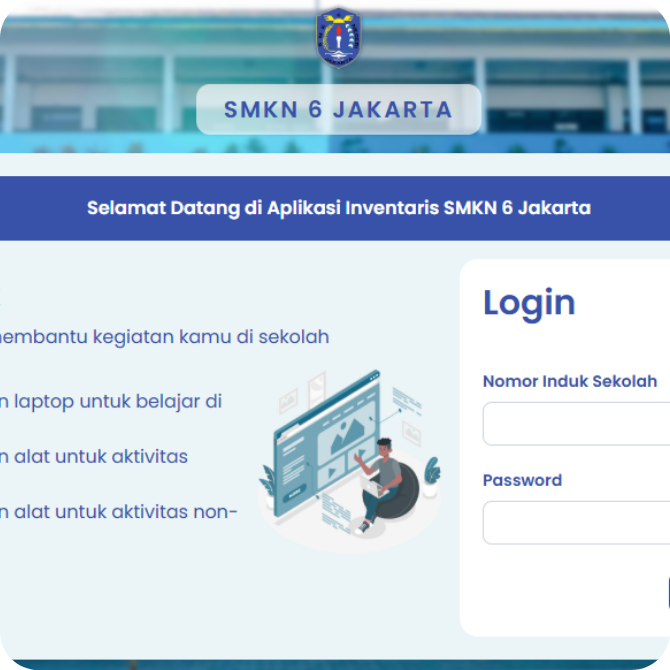 SMKN 6 JAKARTA
Selamat Datang di Aplikasi Inventaris SMKN 6 Jakarta
kegiatan kamu di sekolah
laptop untuk belajar di
alat untuk aktivitas
alat untuk aktivitas non-
Login
Nomor Induk Sekolah
Password